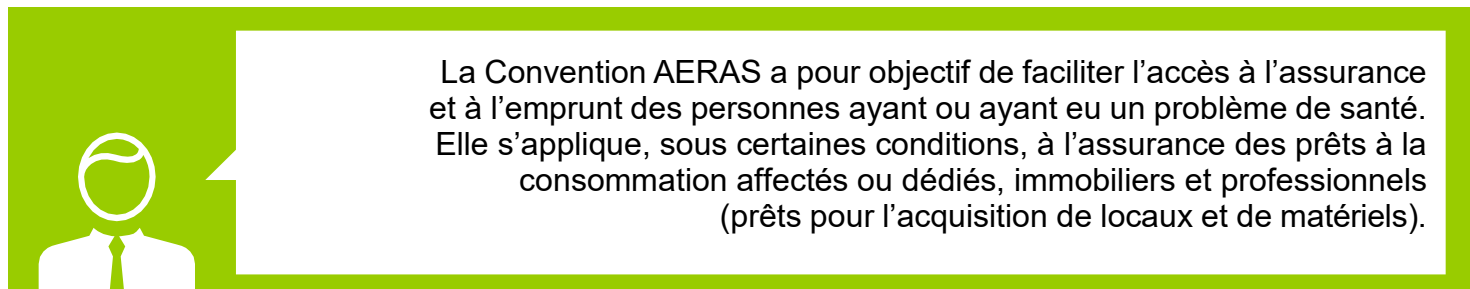 La Convention AERAS a pour objectif de faciliter l’accès à l’assurance
et à l’emprunt des personnes ayant ou ayant eu un problème de santé.
Elle s’applique, sous certaines conditions, à l’assurance des prêts à la
consommation affectés ou dédiés, immobiliers et professionnels
(prêts pour l’acquisition de locaux et de matériels).